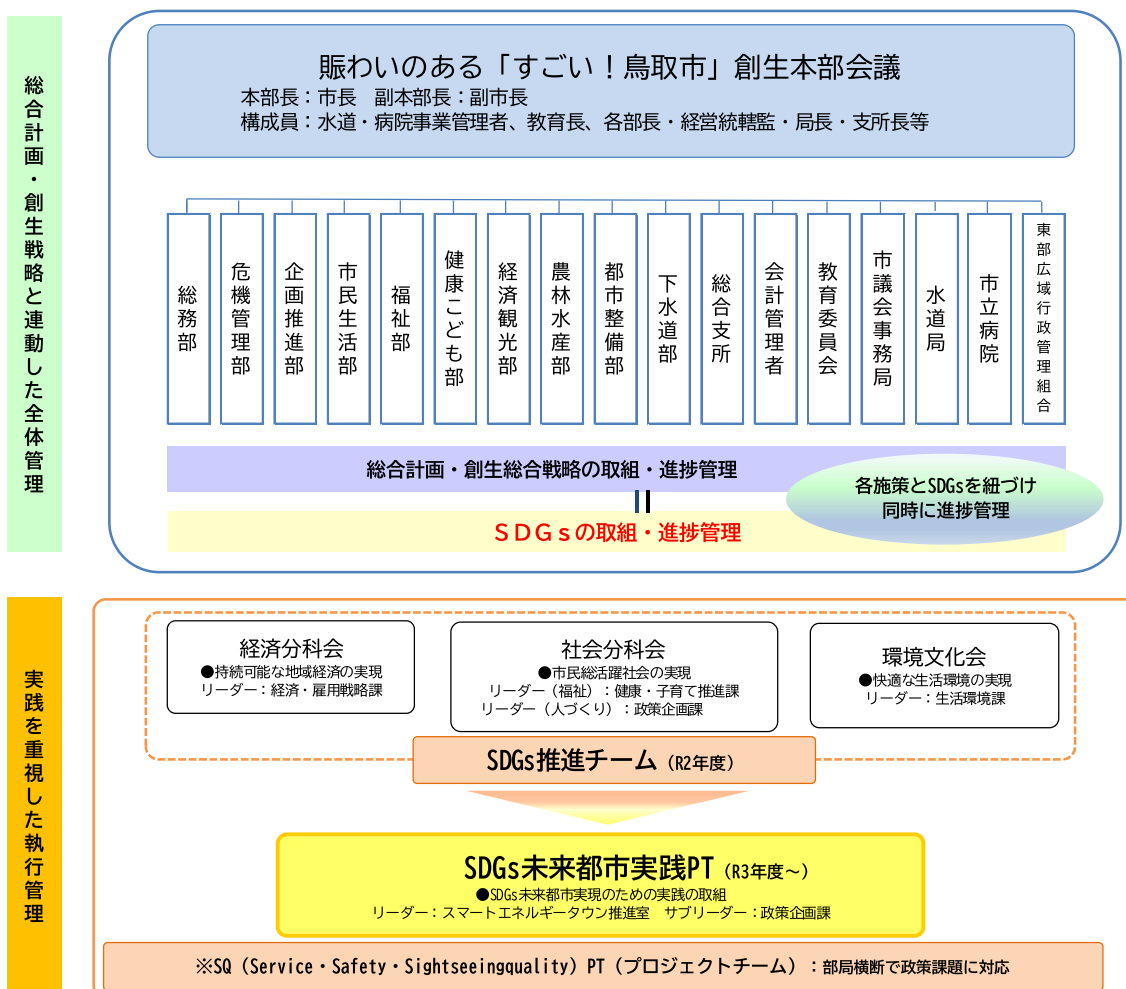 総合計画・創生戦略と連動した全体管理
賑わいのある「すごい！鳥取市」創生本部会議
本部長：市長　副本部長：副市長
構成員：水道・病院事業管理者、教育長、各部長・経営統轄監・局長・支所長等
総務部
危機管理部
企画推進部
市民生活部
福祉部
健康こども部
経済観光部
農林水産部
都市整備部
下水道部
総合支所
会計管理者
教育委員会
市議会事務局
水道局
市立病院
東部広域行政管理組合
総合計画・創生総合戦略の取組・進捗管理
各施策とSDGsを紐づけ
同時に進捗管理
ＳＤＧｓの取組・進捗管理
実践を重視した執行管理
経済分科会
●持続可能な地域経済の実現
リーダー：経済・雇用戦略課
社会分科会
●市民総活躍社会の実現
リーダー（福祉）：健康・子育て推進課
リーダー（人づくり）：政策企画課
環境文化会
●快適な生活環境の実現
リーダー：生活環境課
SDGs推進チーム（R2年度）
SDGs未来都市実践PT（R3年度～）
●SDGs未来都市実現のための実践の取組
リーダー：スマートエネルギータウン推進室　サブリーダー：政策企画課
※SQ（Service・Safety・Sightseeingquality）PT（プロジェクトチーム）：部局横断で政策課題に対応